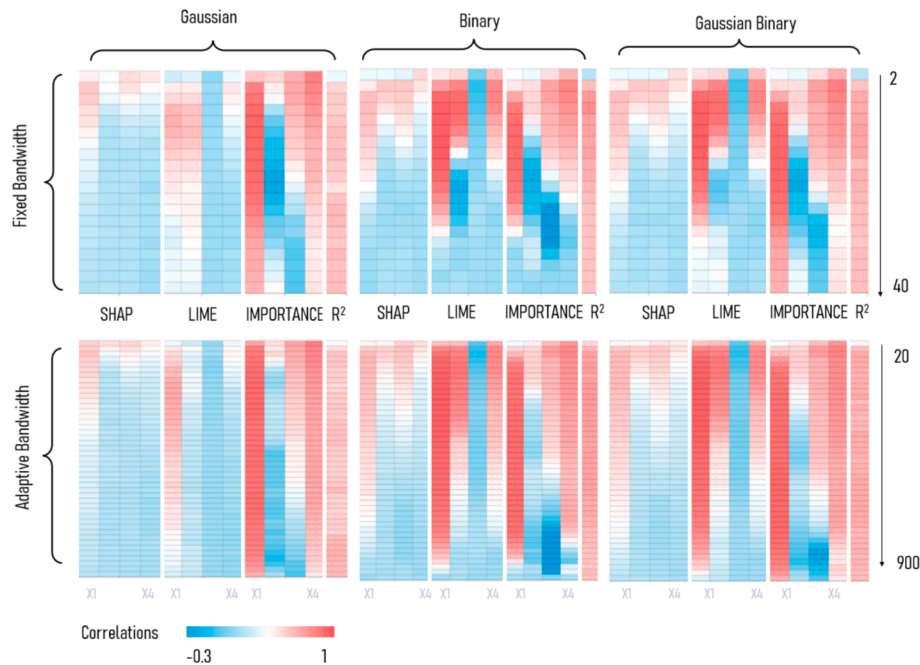 Gaussian Binary Gaussian Binary
Fixed Bandwidth
2
40
SHAP LIME IMPORTANCE R² SHAP LIME IMPORTANCE R² SHAP LIME IMPORTANCE R²
Adaptive Bandwidth
20
900
X1 X4 X1 X4 X1 X4 X1 X4 X1 X4 X1 X4 X1 X4 X1 X4 X1 X4
Correlations
-0.3 1